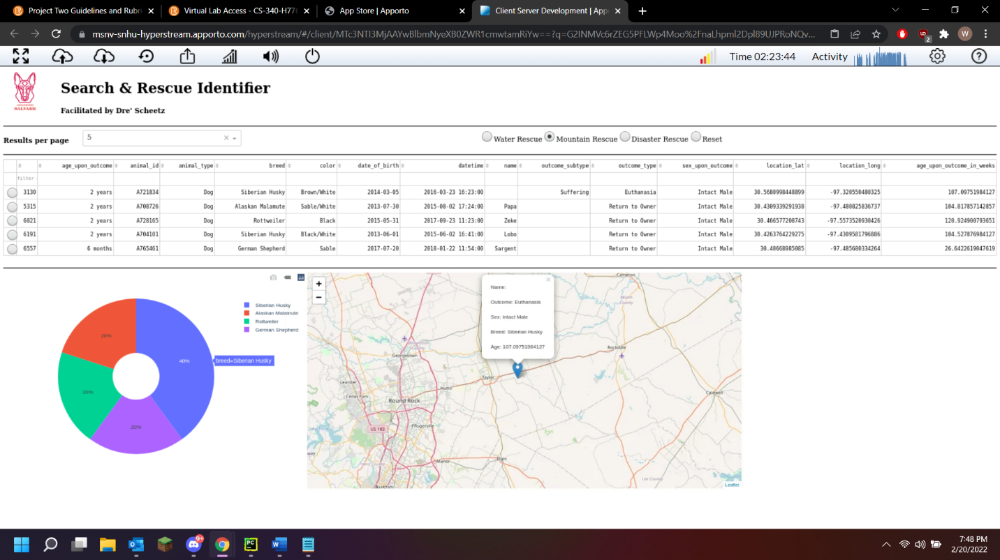 Project Two Guidelines and Rubri
Virtual Lab Access - CS-340-H776
App Store | Apporto
Client Server Development | App
msnv-snhu-hyperstream.apporto.com/hyperstream/#/client/
W
2
Time 02:23:44 Activity
SALVARE
Search & Rescue Identifier
Facilitated by Dre' Scheetz
Results per page 5 Water Rescue Mountain Rescue Disaster Rescue Reset
age_upon_outcome animal_id animal_type breed color date_of_birth datetime name outcome_subtype outcome_type sex_upon_outcome location_lat location_long age_upon_outcome_in_weeks
filter
3130 2 years A721834 Dog Siberian Husky Brown/White 2014-03-05 2016-03-23 16:23:00 Suffering Euthanasia Intact Male 30.5680998448899 -97.320550480325 107.09751984127
5315 2 years A708726 Dog Alaskan Malamute Sable/White 2013-07-30 2015-08-02 17:24:00 Papa Return to Owner Intact Male 30.4309339291938 -97.480825836737 104.817857142857
6021 2 years A728165 Dog Rottweiler Black 2015-05-31 2017-09-23 11:23:00 Zeke Return to Owner Intact Male 30.466577208743 -97.5573520930426 120.924900793651
6191 2 years A704101 Dog Siberian Husky Black/White 2013-06-01 2015-06-02 16:41:00 Lobo Return to Owner Intact Male 30.4263764229275 -97.4309581796886 104.527876984127
6557 6 months A765461 Dog German Shepherd Sable 2017-07-20 2018-01-22 11:54:00 Sargent Return to Owner Intact Male 30.40668985085 -97.485680334264 26.6422619047619
Siberian Husky
Alaskan Malamute
Rottweiler
German Shepherd
20%
40%
breed=Siberian Husky
20%
20%
+
−
×
Name:
Outcome: Euthanasia
Sex: Intact Male
Breed: Siberian Husky
Age: 107.09751984127
Cameron
Milam County
Williamson County
Rockdale
Georgetown
Leander
Taylor
Hutto
Cedar Park
Caldwell
Round Rock
US 183
Pflugerville
Manor
Elgin
Lee County
Austin
Leaflet
9+
PC
7:48 PM
2/20/2022